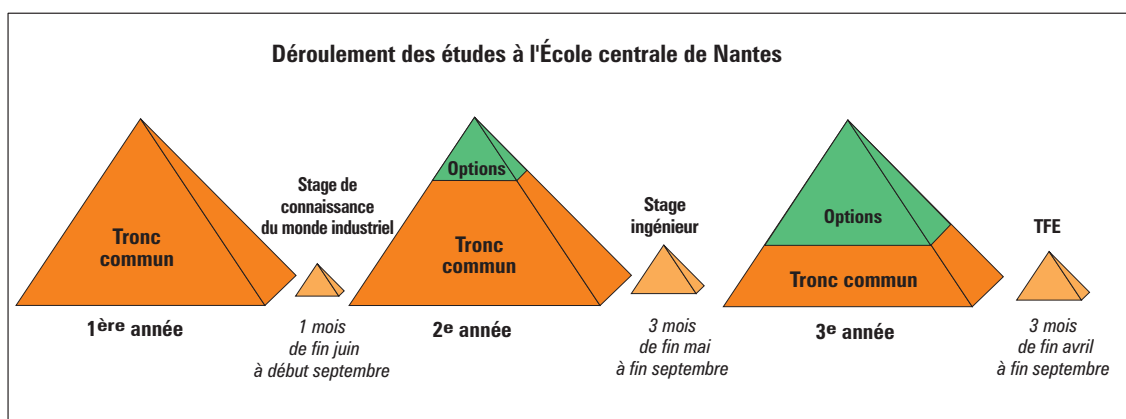 Déroulement des études à l'École centrale de Nantes
Tronc
commun
1ère année
Stage de
connaissance
du monde industriel
1 mois
de fin juin
à début septembre
Options
Tronc
commun
2e année
Stage
ingénieur
3 mois
de fin mai
à fin septembre
Options
Tronc commun
3e année
TFE
3 mois
de fin avril
à fin septembre